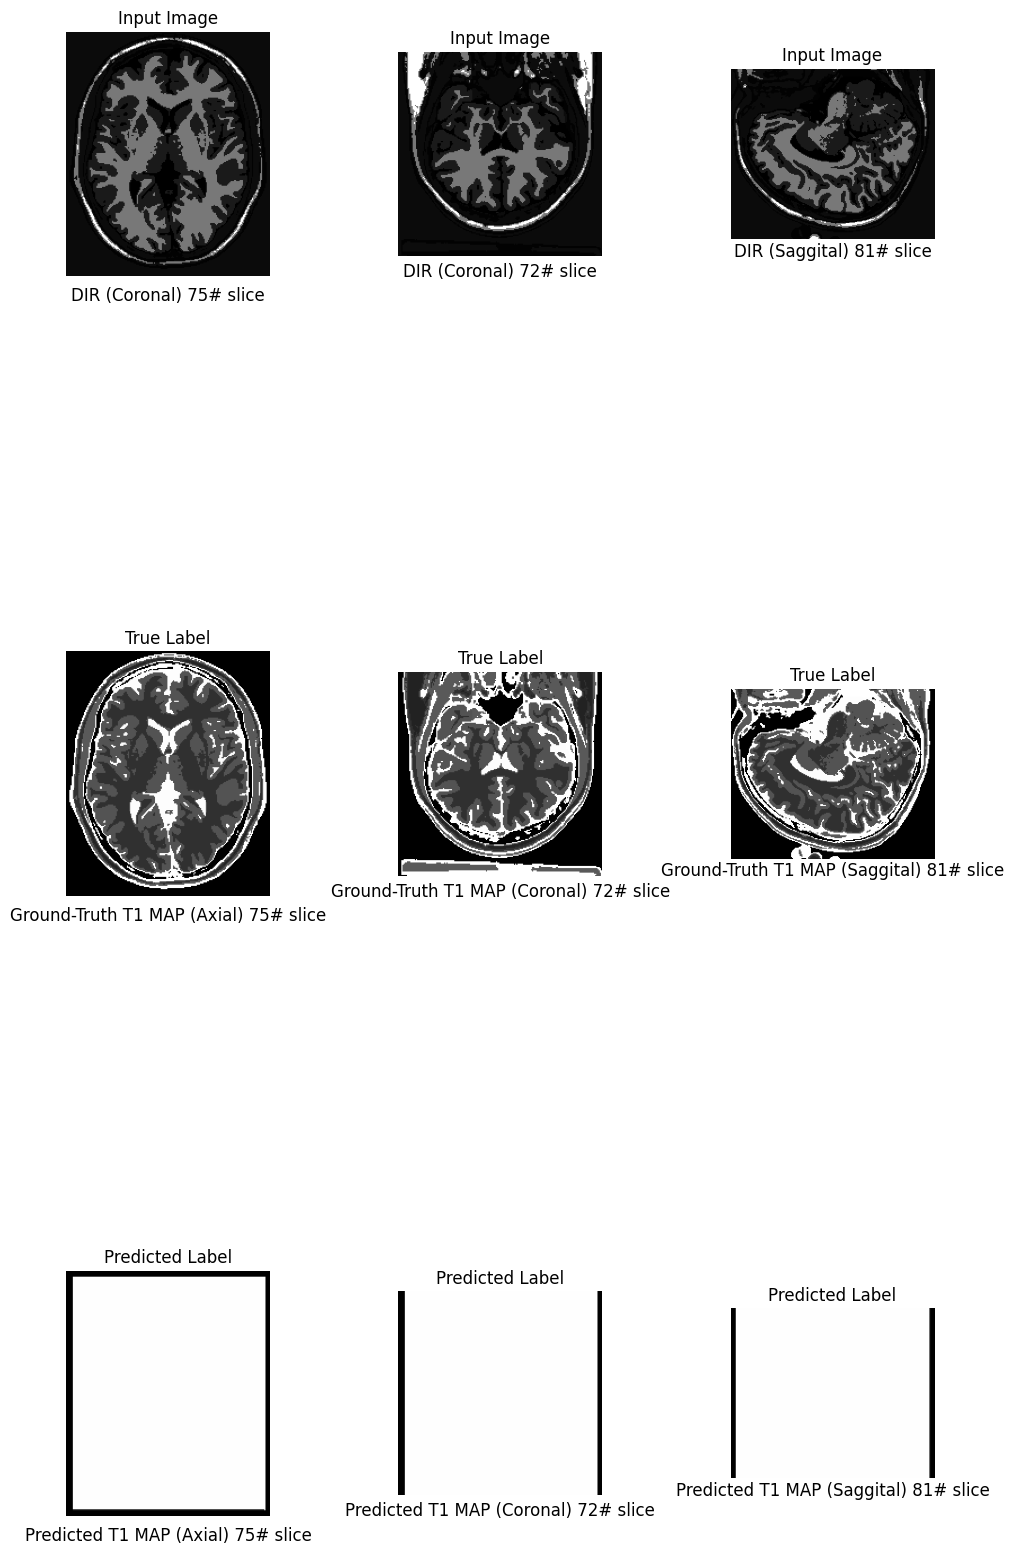 Input Image
Input Image
Input Image
DIR (Coronal) 75# slice
DIR (Coronal) 72# slice
DIR (Saggital) 81# slice
True Label
True Label
True Label
Ground-Truth T1 MAP (Axial) 75# slice
Ground-Truth T1 MAP (Coronal) 72# slice
Ground-Truth T1 MAP (Saggital) 81# slice
Predicted Label
Predicted Label
Predicted Label
Predicted T1 MAP (Axial) 75# slice
Predicted T1 MAP (Coronal) 72# slice
Predicted T1 MAP (Saggital) 81# slice